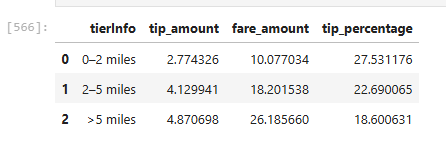 [566]:
tierInfo tip_amount fare_amount tip_percentage
0 0–2 miles 2.774326 10.077034 27.531176
1 2–5 miles 4.129941 18.201538 22.690065
2 >5 miles 4.870698 26.185660 18.600631